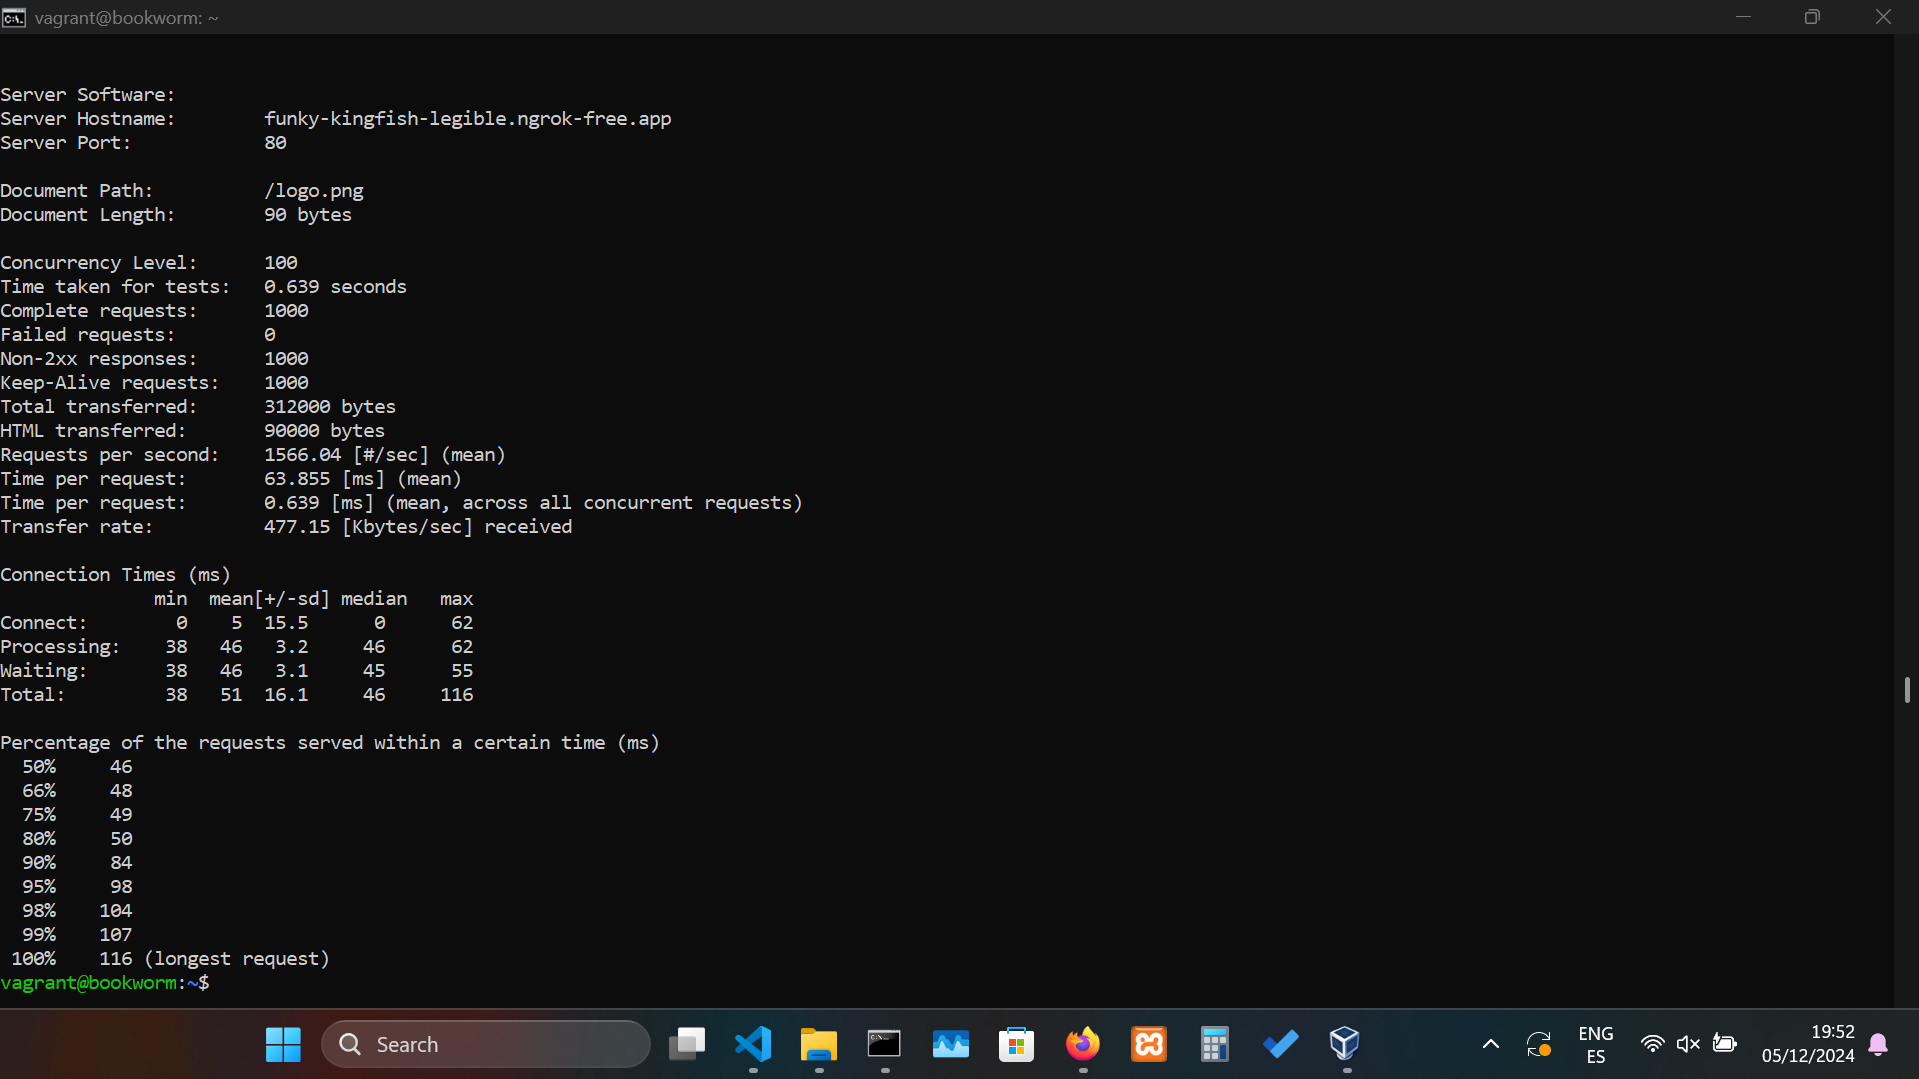 vagrant@bookworm: ~
Server Software:
Server Hostname:        funky-kingfish-legible.ngrok-free.app
Server Port:            80
Document Path:          /logo.png
Document Length:        90 bytes
Concurrency Level:      100
Time taken for tests:   0.639 seconds
Complete requests:      1000
Failed requests:        0
Non-2xx responses:      1000
Keep-Alive requests:    1000
Total transferred:      312000 bytes
HTML transferred:       90000 bytes
Requests per second:    1566.04 [#/sec] (mean)
Time per request:       63.855 [ms] (mean)
Time per request:       0.639 [ms] (mean, across all concurrent requests)
Transfer rate:          477.15 [Kbytes/sec] received
Connection Times (ms)
              min  mean[+/-sd] median   max
Connect:        0    5  15.5      0      62
Processing:    38   46   3.2     46      62
Waiting:       38   46   3.1     45      55
Total:         38   51  16.1     46     116
Percentage of the requests served within a certain time (ms)
  50%     46
  66%     48
  75%     49
  80%     50
  90%     84
  95%     98
  98%    104
  99%    107
 100%    116 (longest request)
vagrant@bookworm:~$
Search
ENG
ES
19:52
05/12/2024